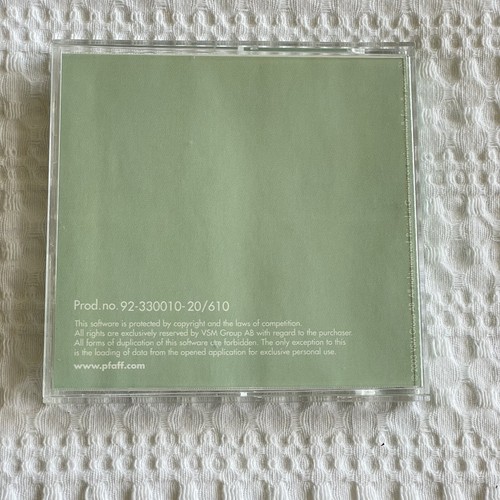 Prod.no. 92-330010-20/610
This software is protected by copyright and the laws of competition.
All rights are exclusively reserved by VSM Group AB with regard to the purchaser.
All forms of duplication of this software are forbidden. The only exception to this
is the loading of data from the opened application for exclusive personal use.
www.pfaff.com